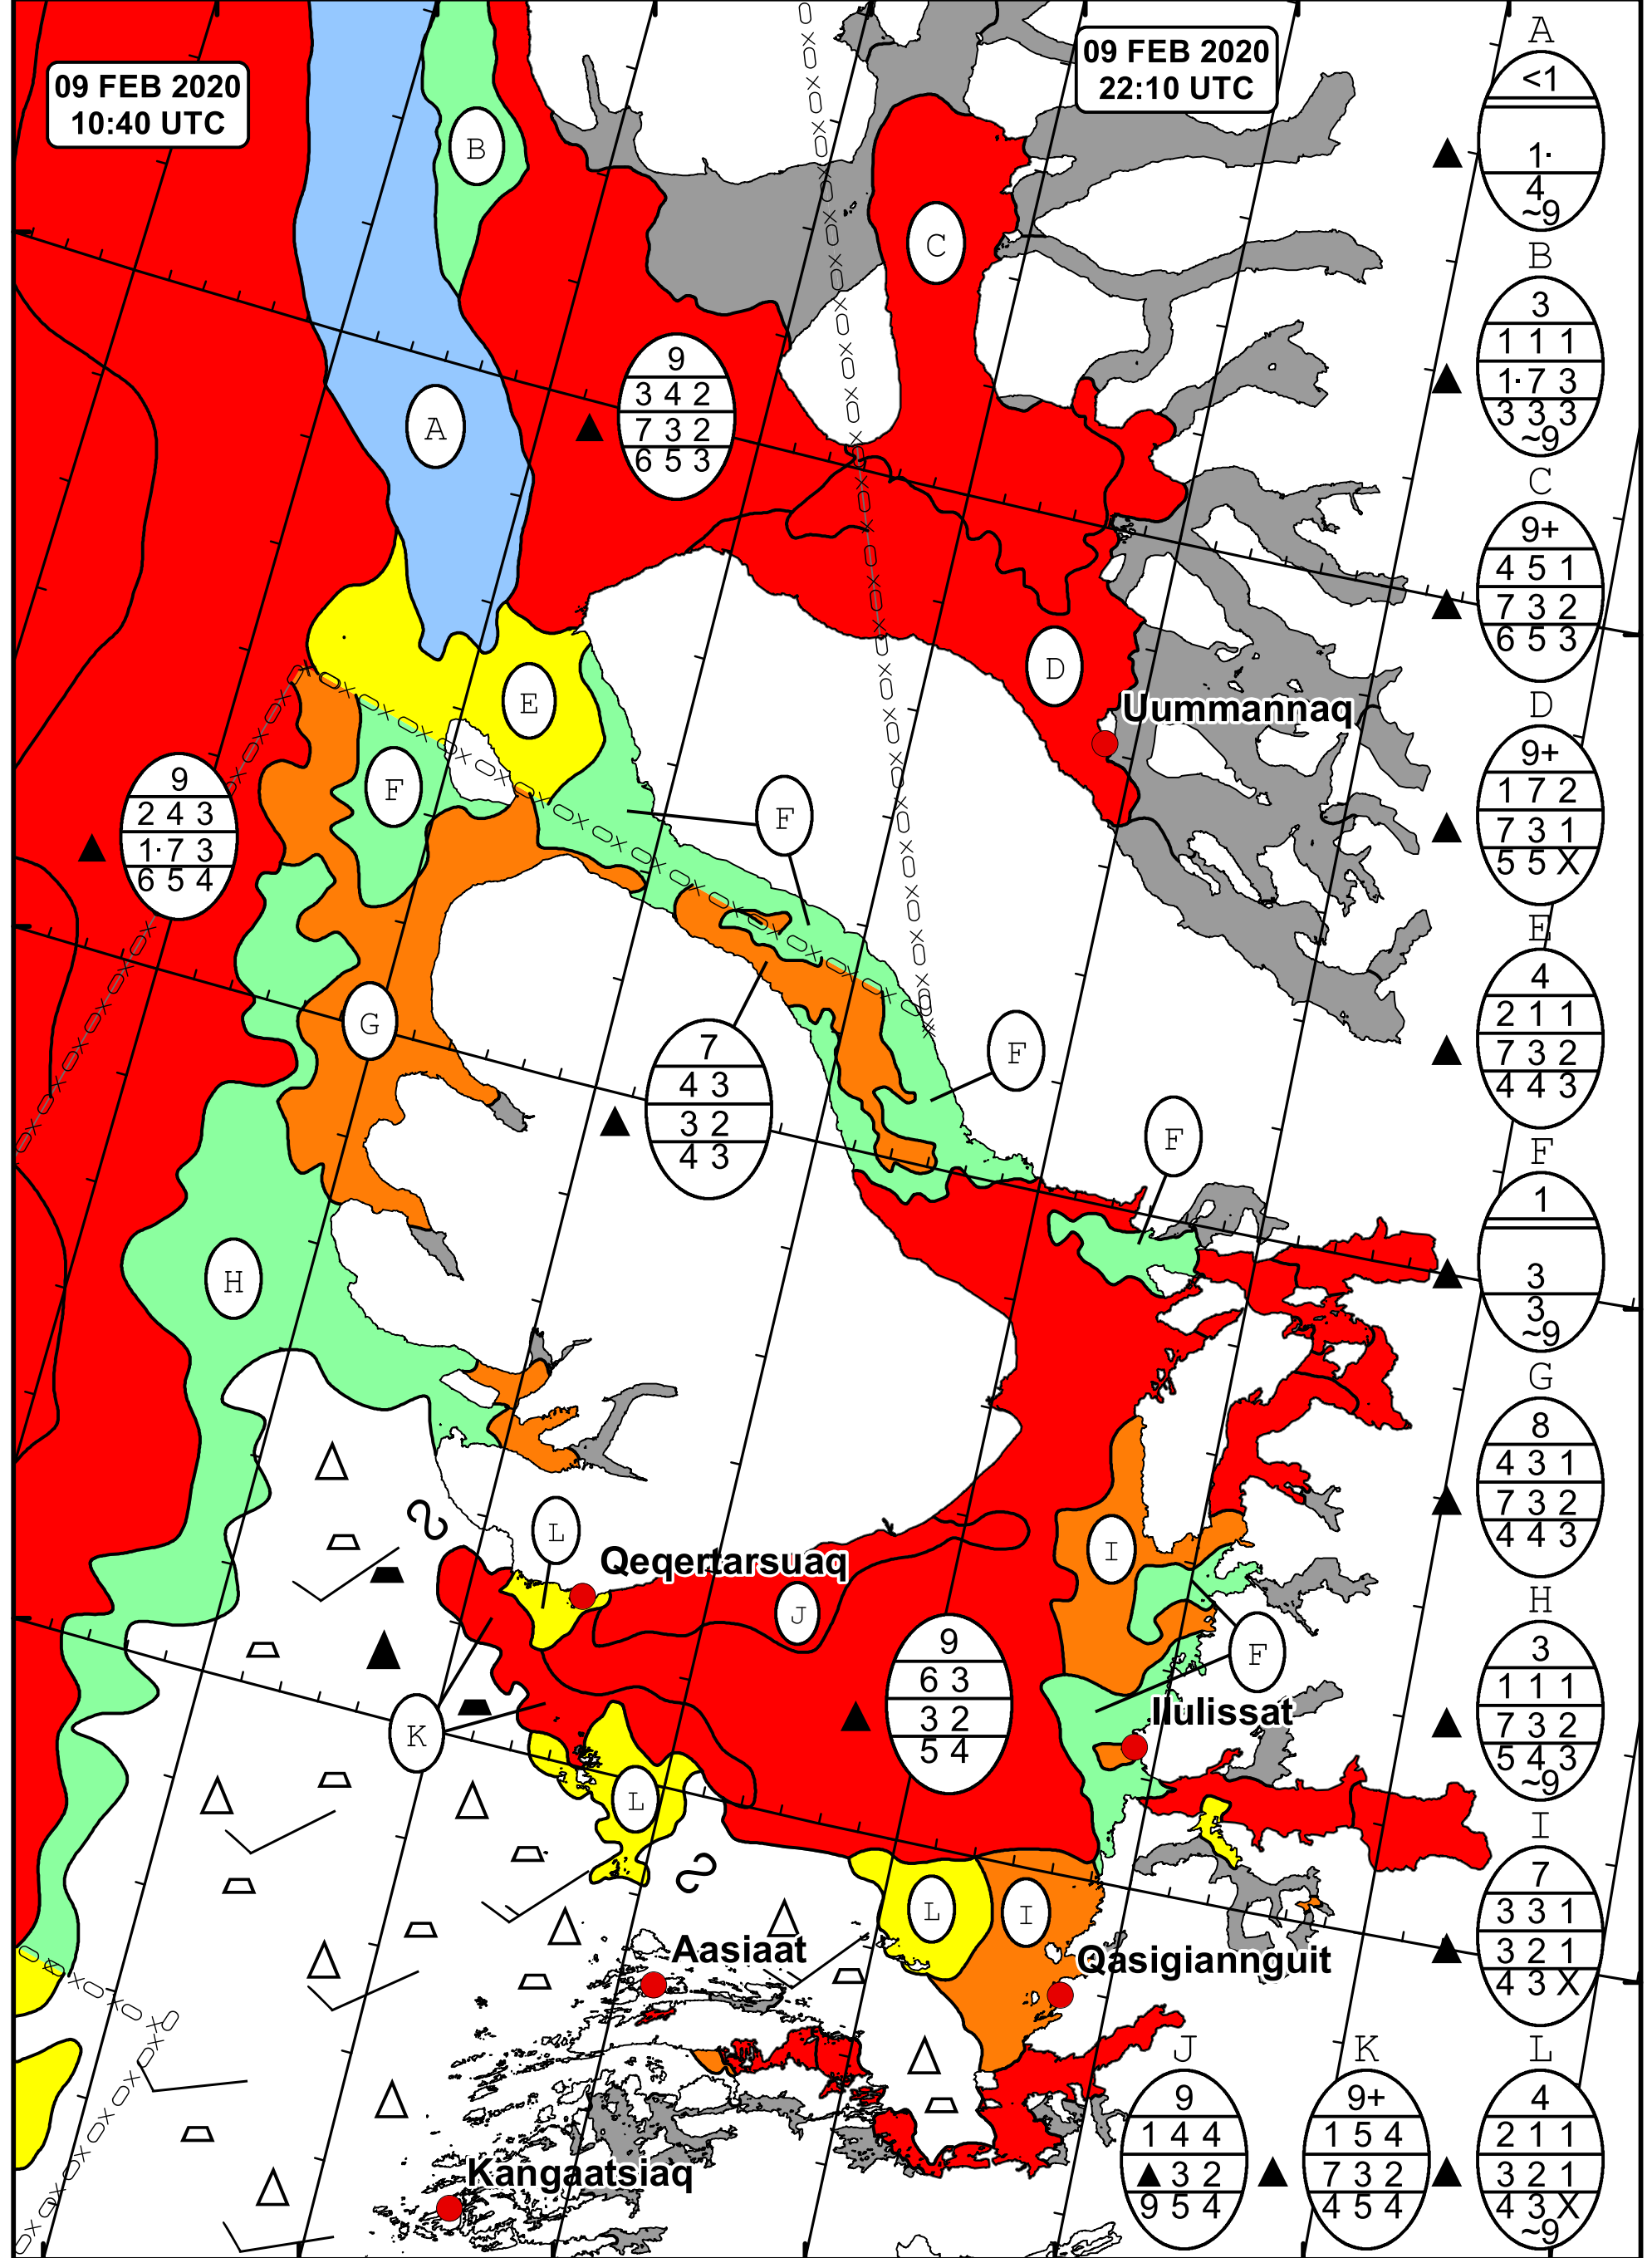 09 FEB 2020
10:40 UTC
09 FEB 2020
22:10 UTC
A
<1
1·
4
~9
B
3
1 1 1
1· 7 3
3 3 3
~9
C
9+
4 5 1
7 3 2
6 5 3
D
9+
1 7 2
7 3 1
5 5 X
E
4
2 1 1
7 3 2
4 4 3
F
1
3
3
~9
G
8
4 3 1
7 3 2
4 4 3
H
3
1 1 1
7 3 2
5 4 3
~9
I
7
3 3 1
3 2 1
4 3 X
J
9
1 4 4
▲ 3 2
9 5 4
K
9+
1 5 4
7 3 2
4 5 4
L
4
2 1 1
3 2 1
4 3 X
~9
B
C
A
9
3 4 2
7 3 2
6 5 3
D
E
Uummannaq
F
F
9
2 4 3
1· 7 3
6 5 4
G
F
7
4 3
3 2
4 3
F
H
L
I
Qeqertarsuaq
J
F
9
6 3
3 2
5 4
K
Ilulissat
L
L
I
Aasiaat
Qasigiannguit
Kangaatsiaq